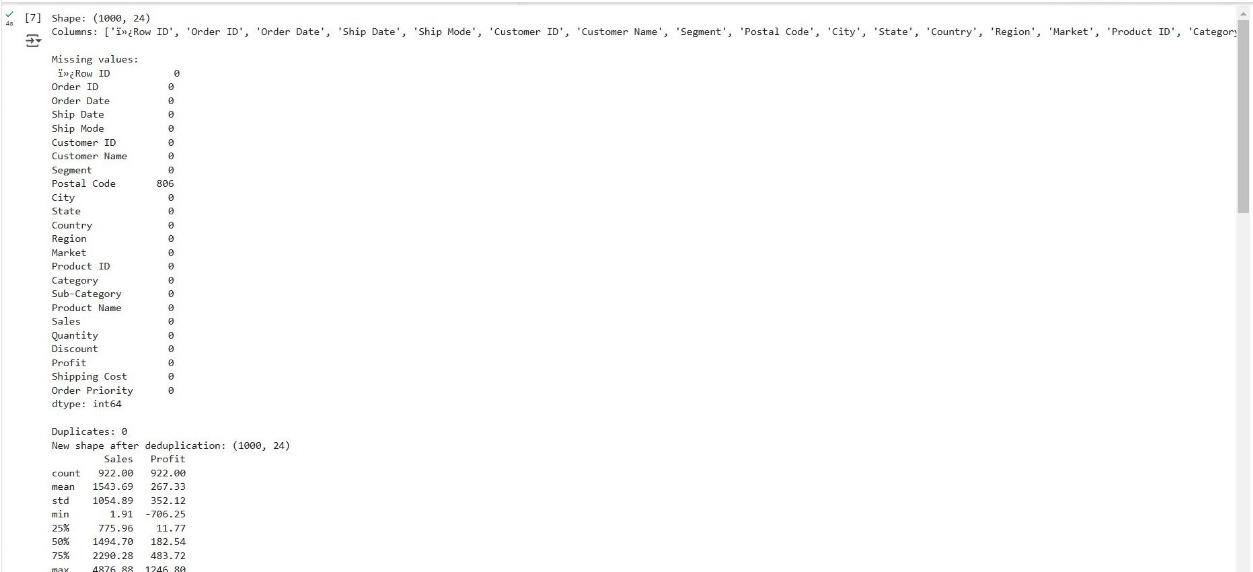 [7] Shape: (1000, 24)
4s
Columns: ['ï»¿Row ID', 'Order ID', 'Order Date', 'Ship Date', 'Ship Mode', 'Customer ID', 'Customer Name', 'Segment', 'Postal Code', 'City', 'State', 'Country', 'Region', 'Market', 'Product ID', 'Category
Missing values:
ï»¿Row ID 0
Order ID 0
Order Date 0
Ship Date 0
Ship Mode 0
Customer ID 0
Customer Name 0
Segment 0
Postal Code 806
City 0
State 0
Country 0
Region 0
Market 0
Product ID 0
Category 0
Sub-Category 0
Product Name 0
Sales 0
Quantity 0
Discount 0
Profit 0
Shipping Cost 0
Order Priority 0
dtype: int64
Duplicates: 0
New shape after deduplication: (1000, 24)
Sales Profit
count 922.00 922.00
mean 1543.69 267.33
std 1054.89 352.12
min 1.91 -706.25
25% 775.96 11.77
50% 1494.70 182.54
75% 2290.28 483.72
max 4876.88 1246.80